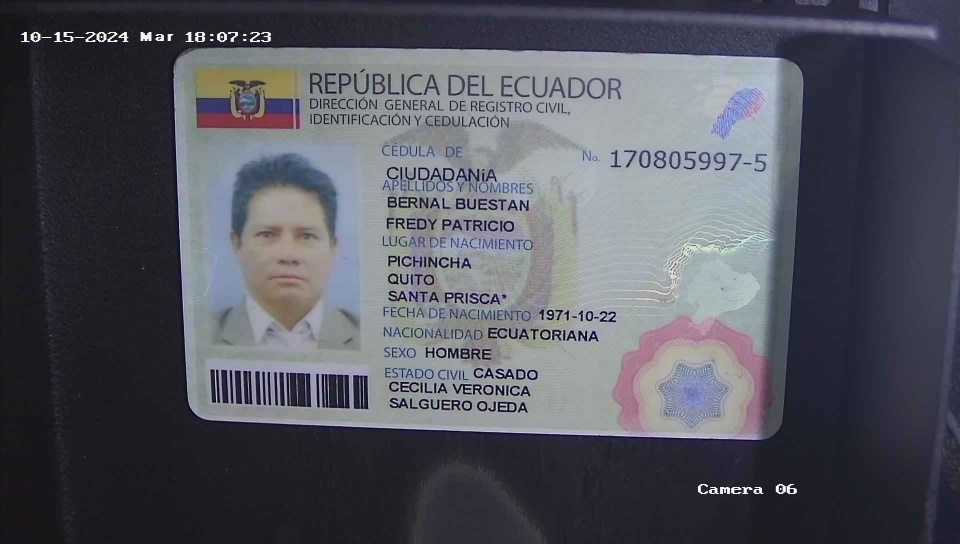 10-15-2024 Mar 18:07:23
REPÚBLICA DEL ECUADOR
DIRECCIÓN GENERAL DE REGISTRO CIVIL,
IDENTIFICACIÓN Y CEDULACIÓN
CÉDULA DE
No. 170805997-5
CIUDADANíA
APELLIDOS Y NOMBRES
BERNAL BUESTAN
FREDY PATRICIO
LUGAR DE NACIMIENTO
PICHINCHA
QUITO
SANTA PRISCA*
FECHA DE NACIMIENTO 1971-10-22
NACIONALIDAD ECUATORIANA
SEXO HOMBRE
ESTADO CIVIL CASADO
CECILIA VERONICA
SALGUERO OJEDA
Camera 06